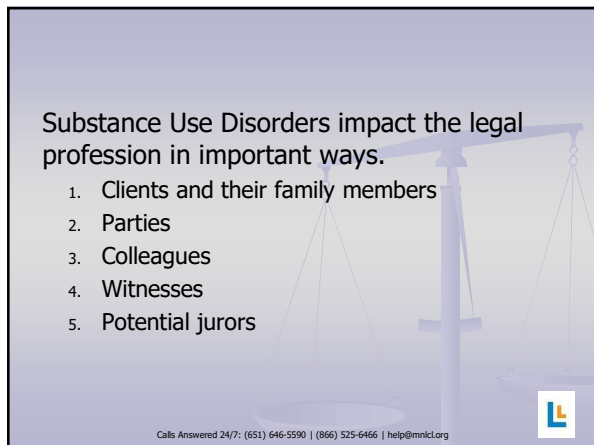 Substance Use Disorders impact the legal
profession in important ways.
1. Clients and their family members
2. Parties
3. Colleagues
4. Witnesses
5. Potential jurors
Calls Answered 24/7: (651) 646-5590 | (866) 525-6466 | help@mnlcl.org